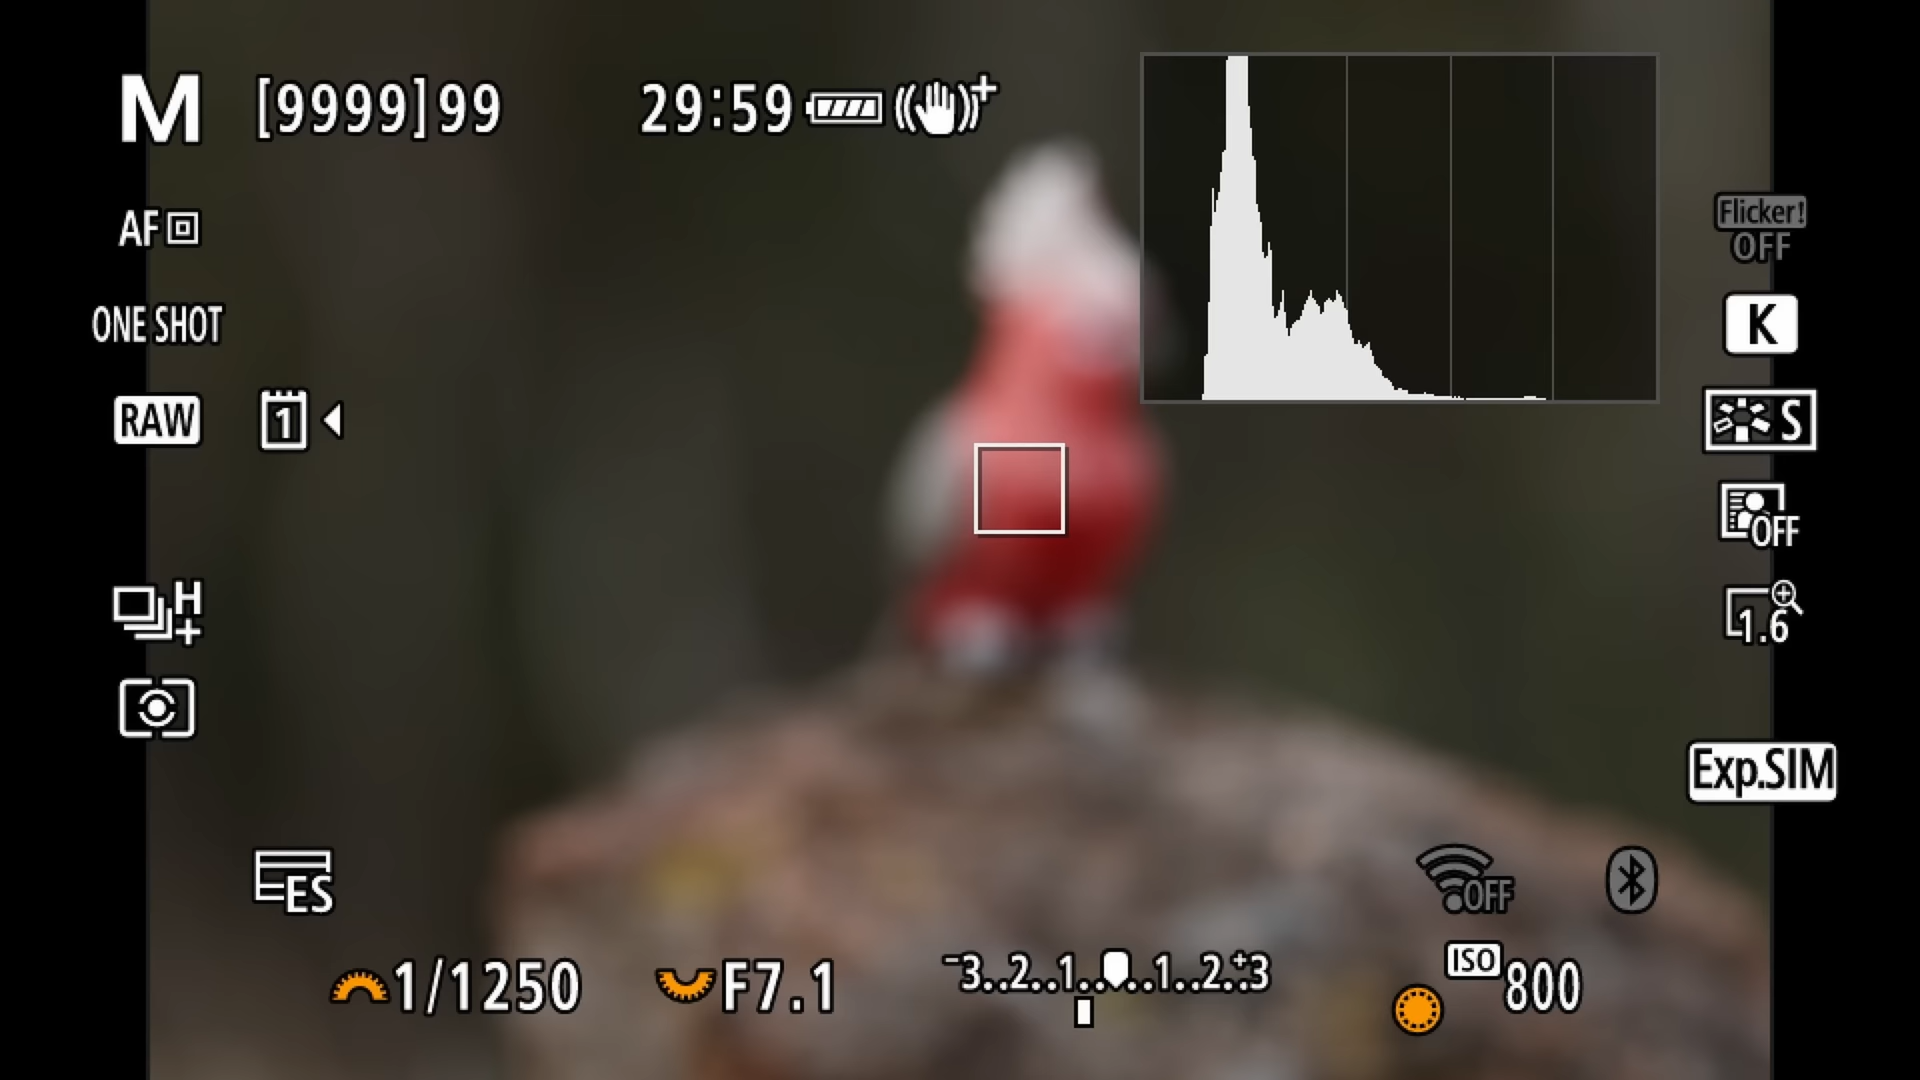 M [9999]99 29:59
AF
ONE SHOT
RAW 1
H+
ES
1/1250 F7.1 -3..2..1....1..2..+3 ISO 800
Flicker!
OFF
K
S
OFF
1.6
Exp.SIM
OFF